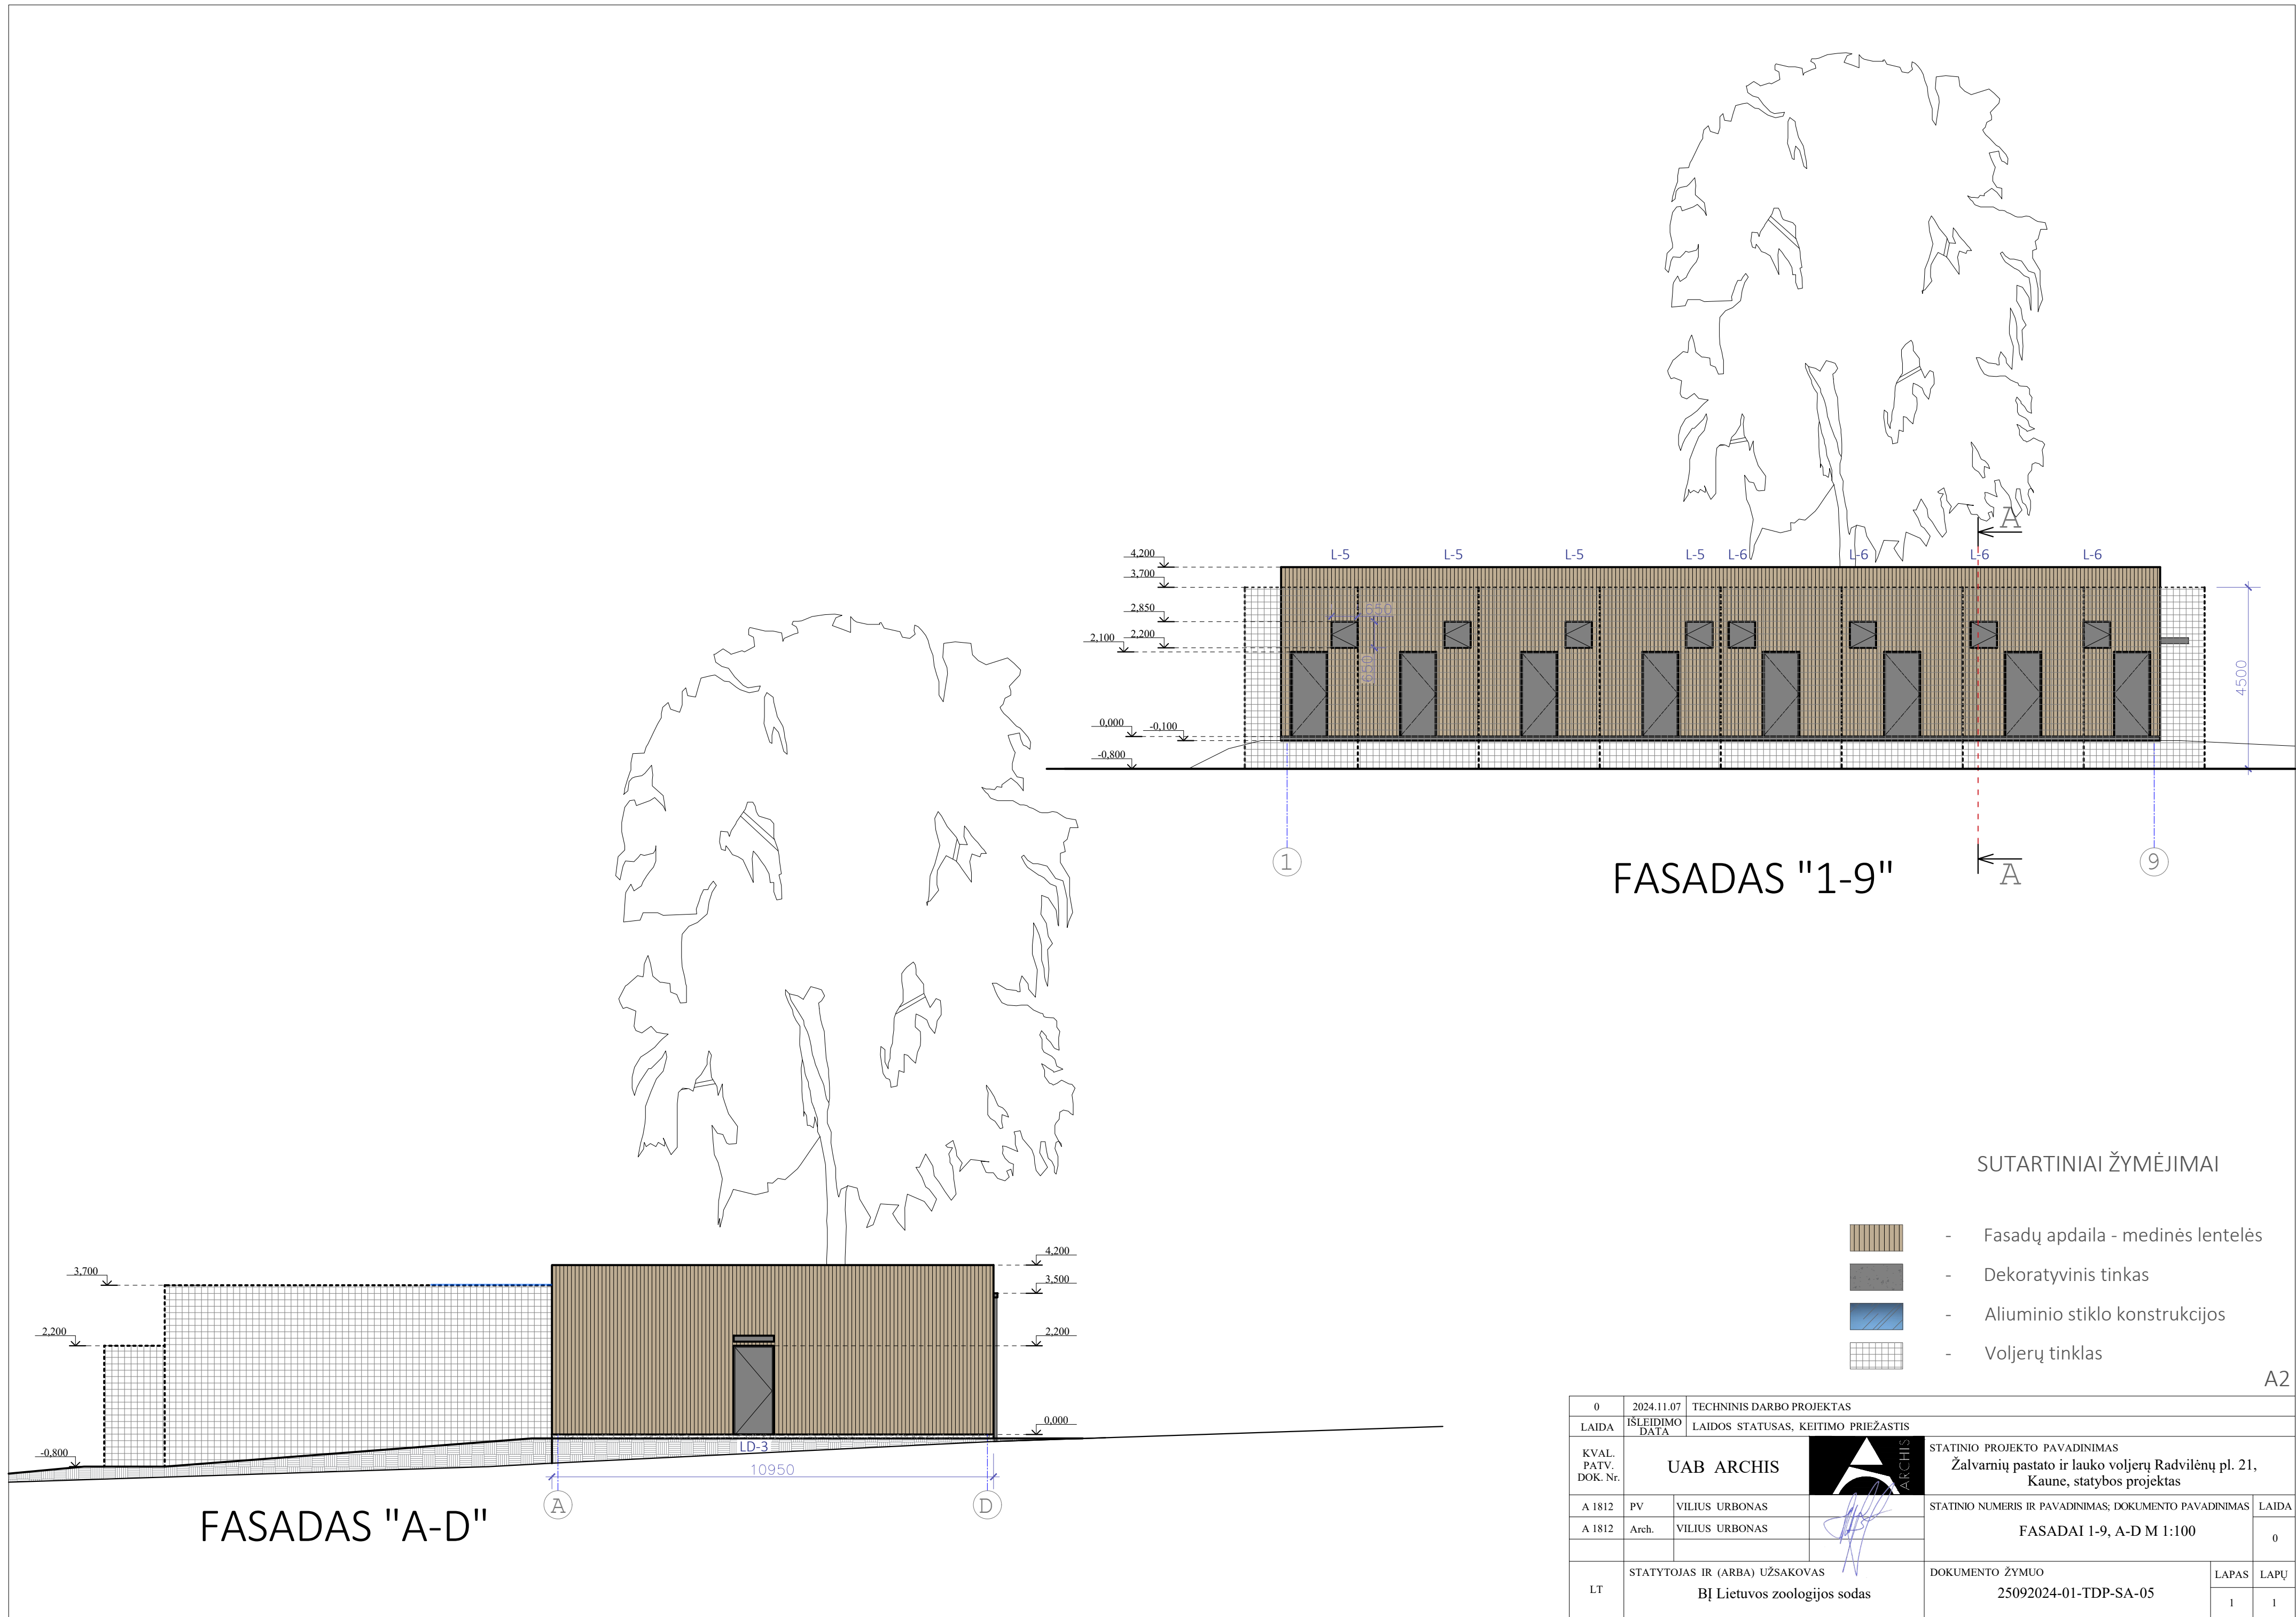 A
4,200
3,700
2,850
2,100
2,200
0,000
-0,100
-0,800
L-5
L-5
L-5
L-5
L-6
L-6
L-6
L-6
650
650
4500
1
9
A
FASADAS "1-9"
3,700
2,200
-0,800
4,200
3,500
2,200
0,000
LD-3
10950
A
D
FASADAS "A-D"
SUTARTINIAI ŽYMĖJIMAI
- Fasadų apdaila - medinės lentelės
- Dekoratyvinis tinkas
- Aliuminio stiklo konstrukcijos
- Voljerų tinklas
A2
0 2024.11.07 TECHNINIS DARBO PROJEKTAS
LAIDA IŠLEIDIMO DATA LAIDOS STATUSAS, KEITIMO PRIEŽASTIS
KVAL. PATV. DOK. Nr.
UAB ARCHIS
ARCHIS
STATINIO PROJEKTO PAVADINIMAS
Žalvarnių pastato ir lauko voljerų Radvilėnų pl. 21,
Kaune, statybos projektas
A 1812 PV VILIUS URBONAS
A 1812 Arch. VILIUS URBONAS
STATINIO NUMERIS IR PAVADINIMAS; DOKUMENTO PAVADINIMAS LAIDA
FASADAI 1-9, A-D M 1:100
0
LT
STATYTOJAS IR (ARBA) UŽSAKOVAS
BĮ Lietuvos zoologijos sodas
DOKUMENTO ŽYMUO
25092024-01-TDP-SA-05
LAPAS LAPŲ
1 1